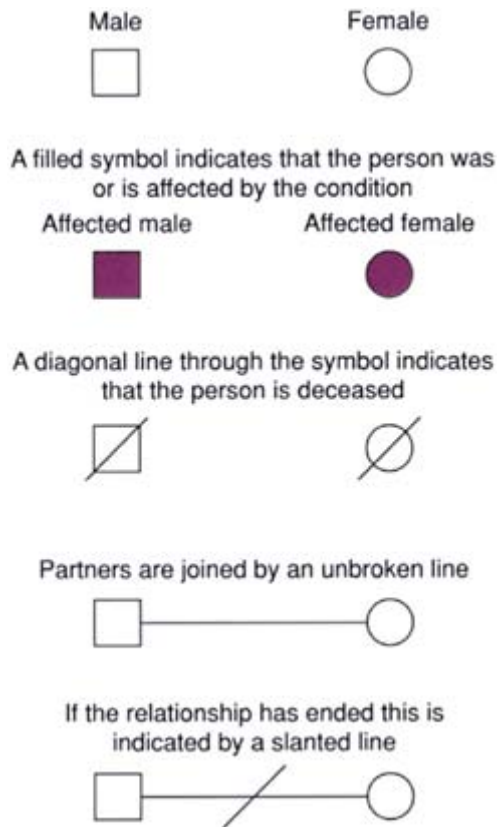 Male Female
A filled symbol indicates that the person was
or is affected by the condition
Affected male Affected female
A diagonal line through the symbol indicates
that the person is deceased
Partners are joined by an unbroken line
If the relationship has ended this is
indicated by a slanted line